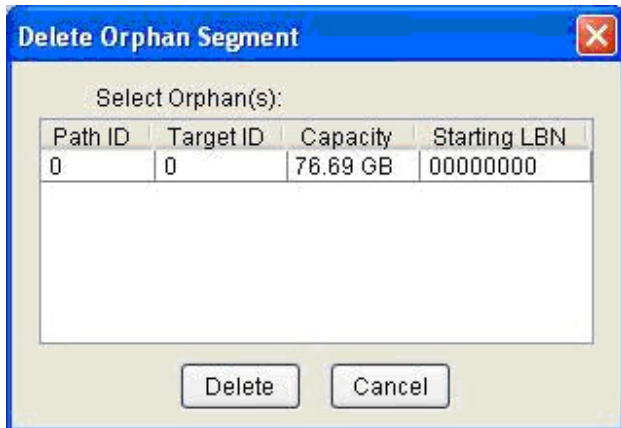 Delete Orphan Segment
Select Orphan(s):
Path ID Target ID Capacity Starting LBN
0 0 76.69 GB 00000000
Delete Cancel